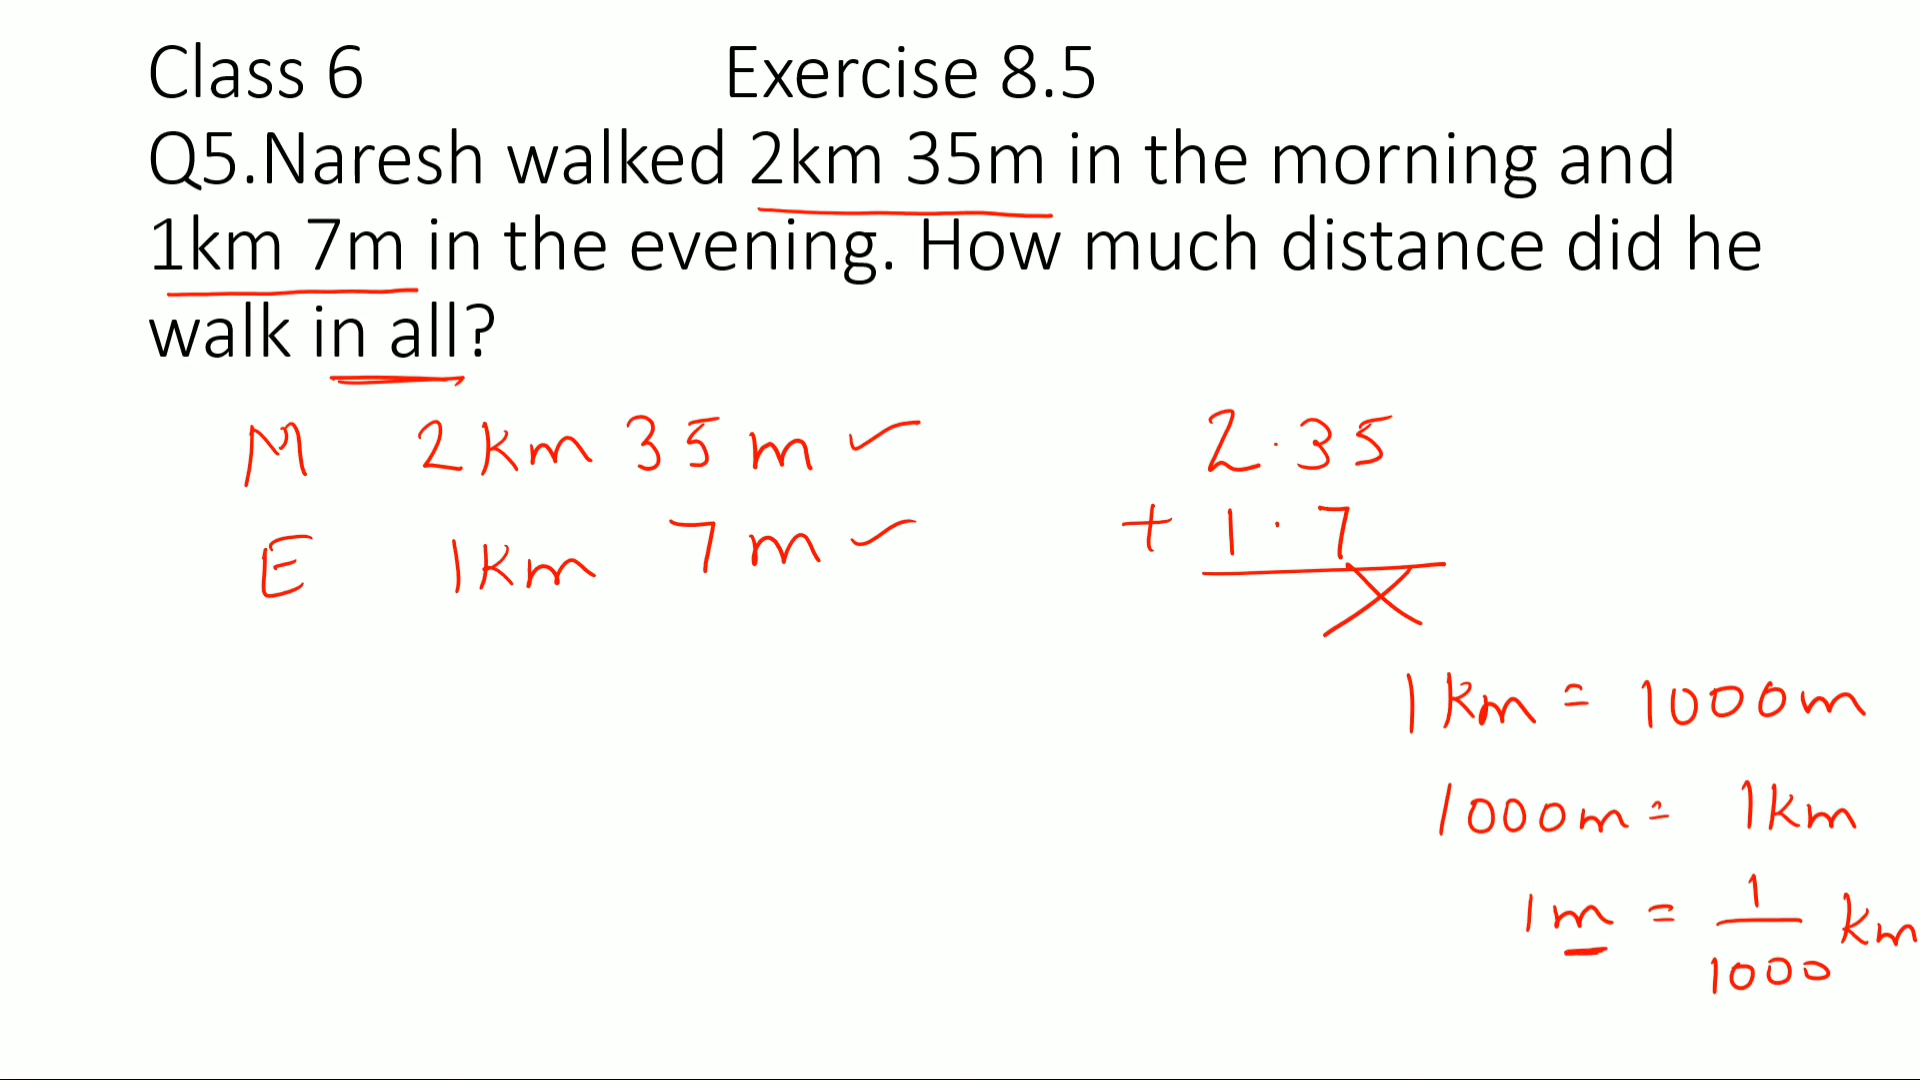 Class 6 Exercise 8.5
Q5.Naresh walked 2km 35m in the morning and
1km 7m in the evening. How much distance did he
walk in all?
M 2km 35m ✓ 2.35
E 1km 7m ✓ + 1.7
1km = 1000m
1000m = 1km
1m = 1/1000 km